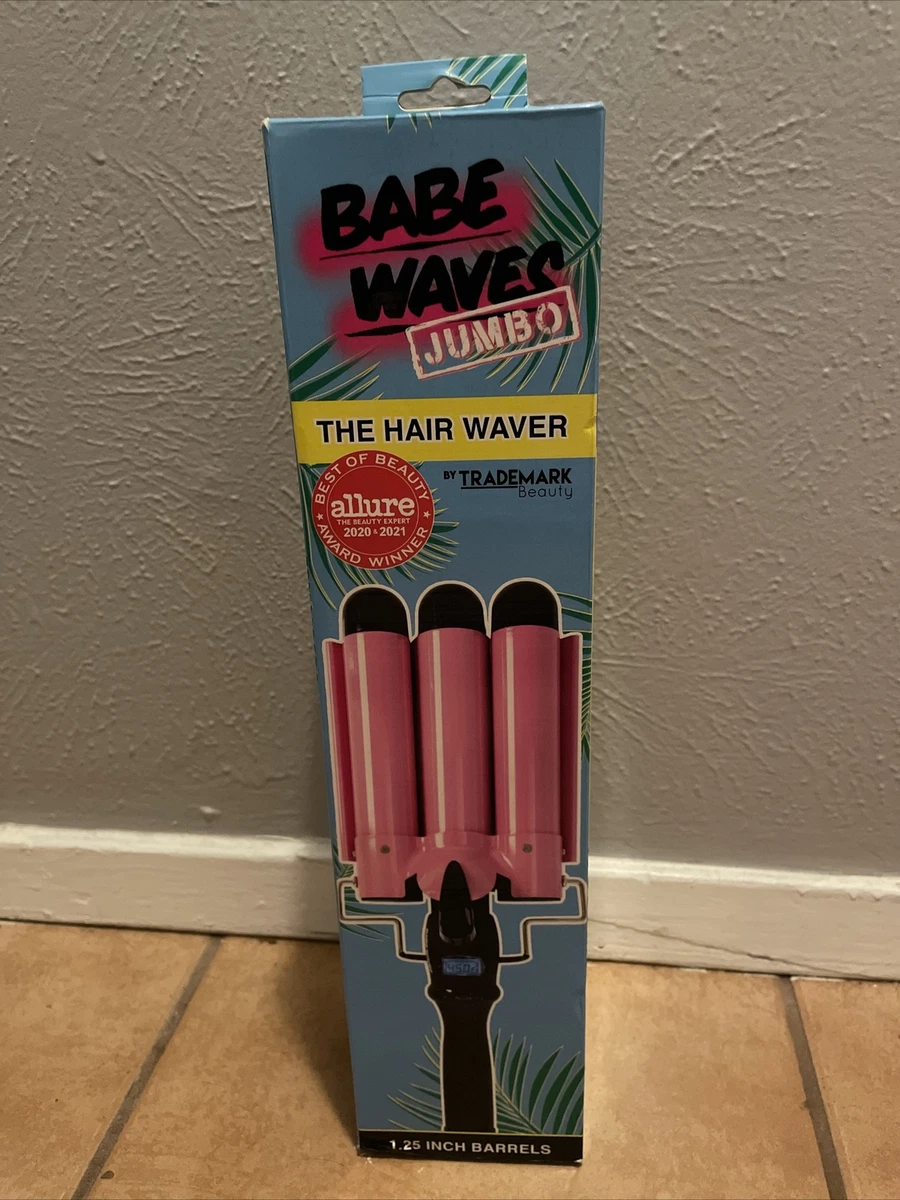 BABE
WAVES
JUMBO
THE HAIR WAVER
BY TRADEMARK
Beauty
BEST OF BEAUTY
allure
THE BEAUTY EXPERT
2020 & 2021
AWARD WINNER
1.25 INCH BARRELS